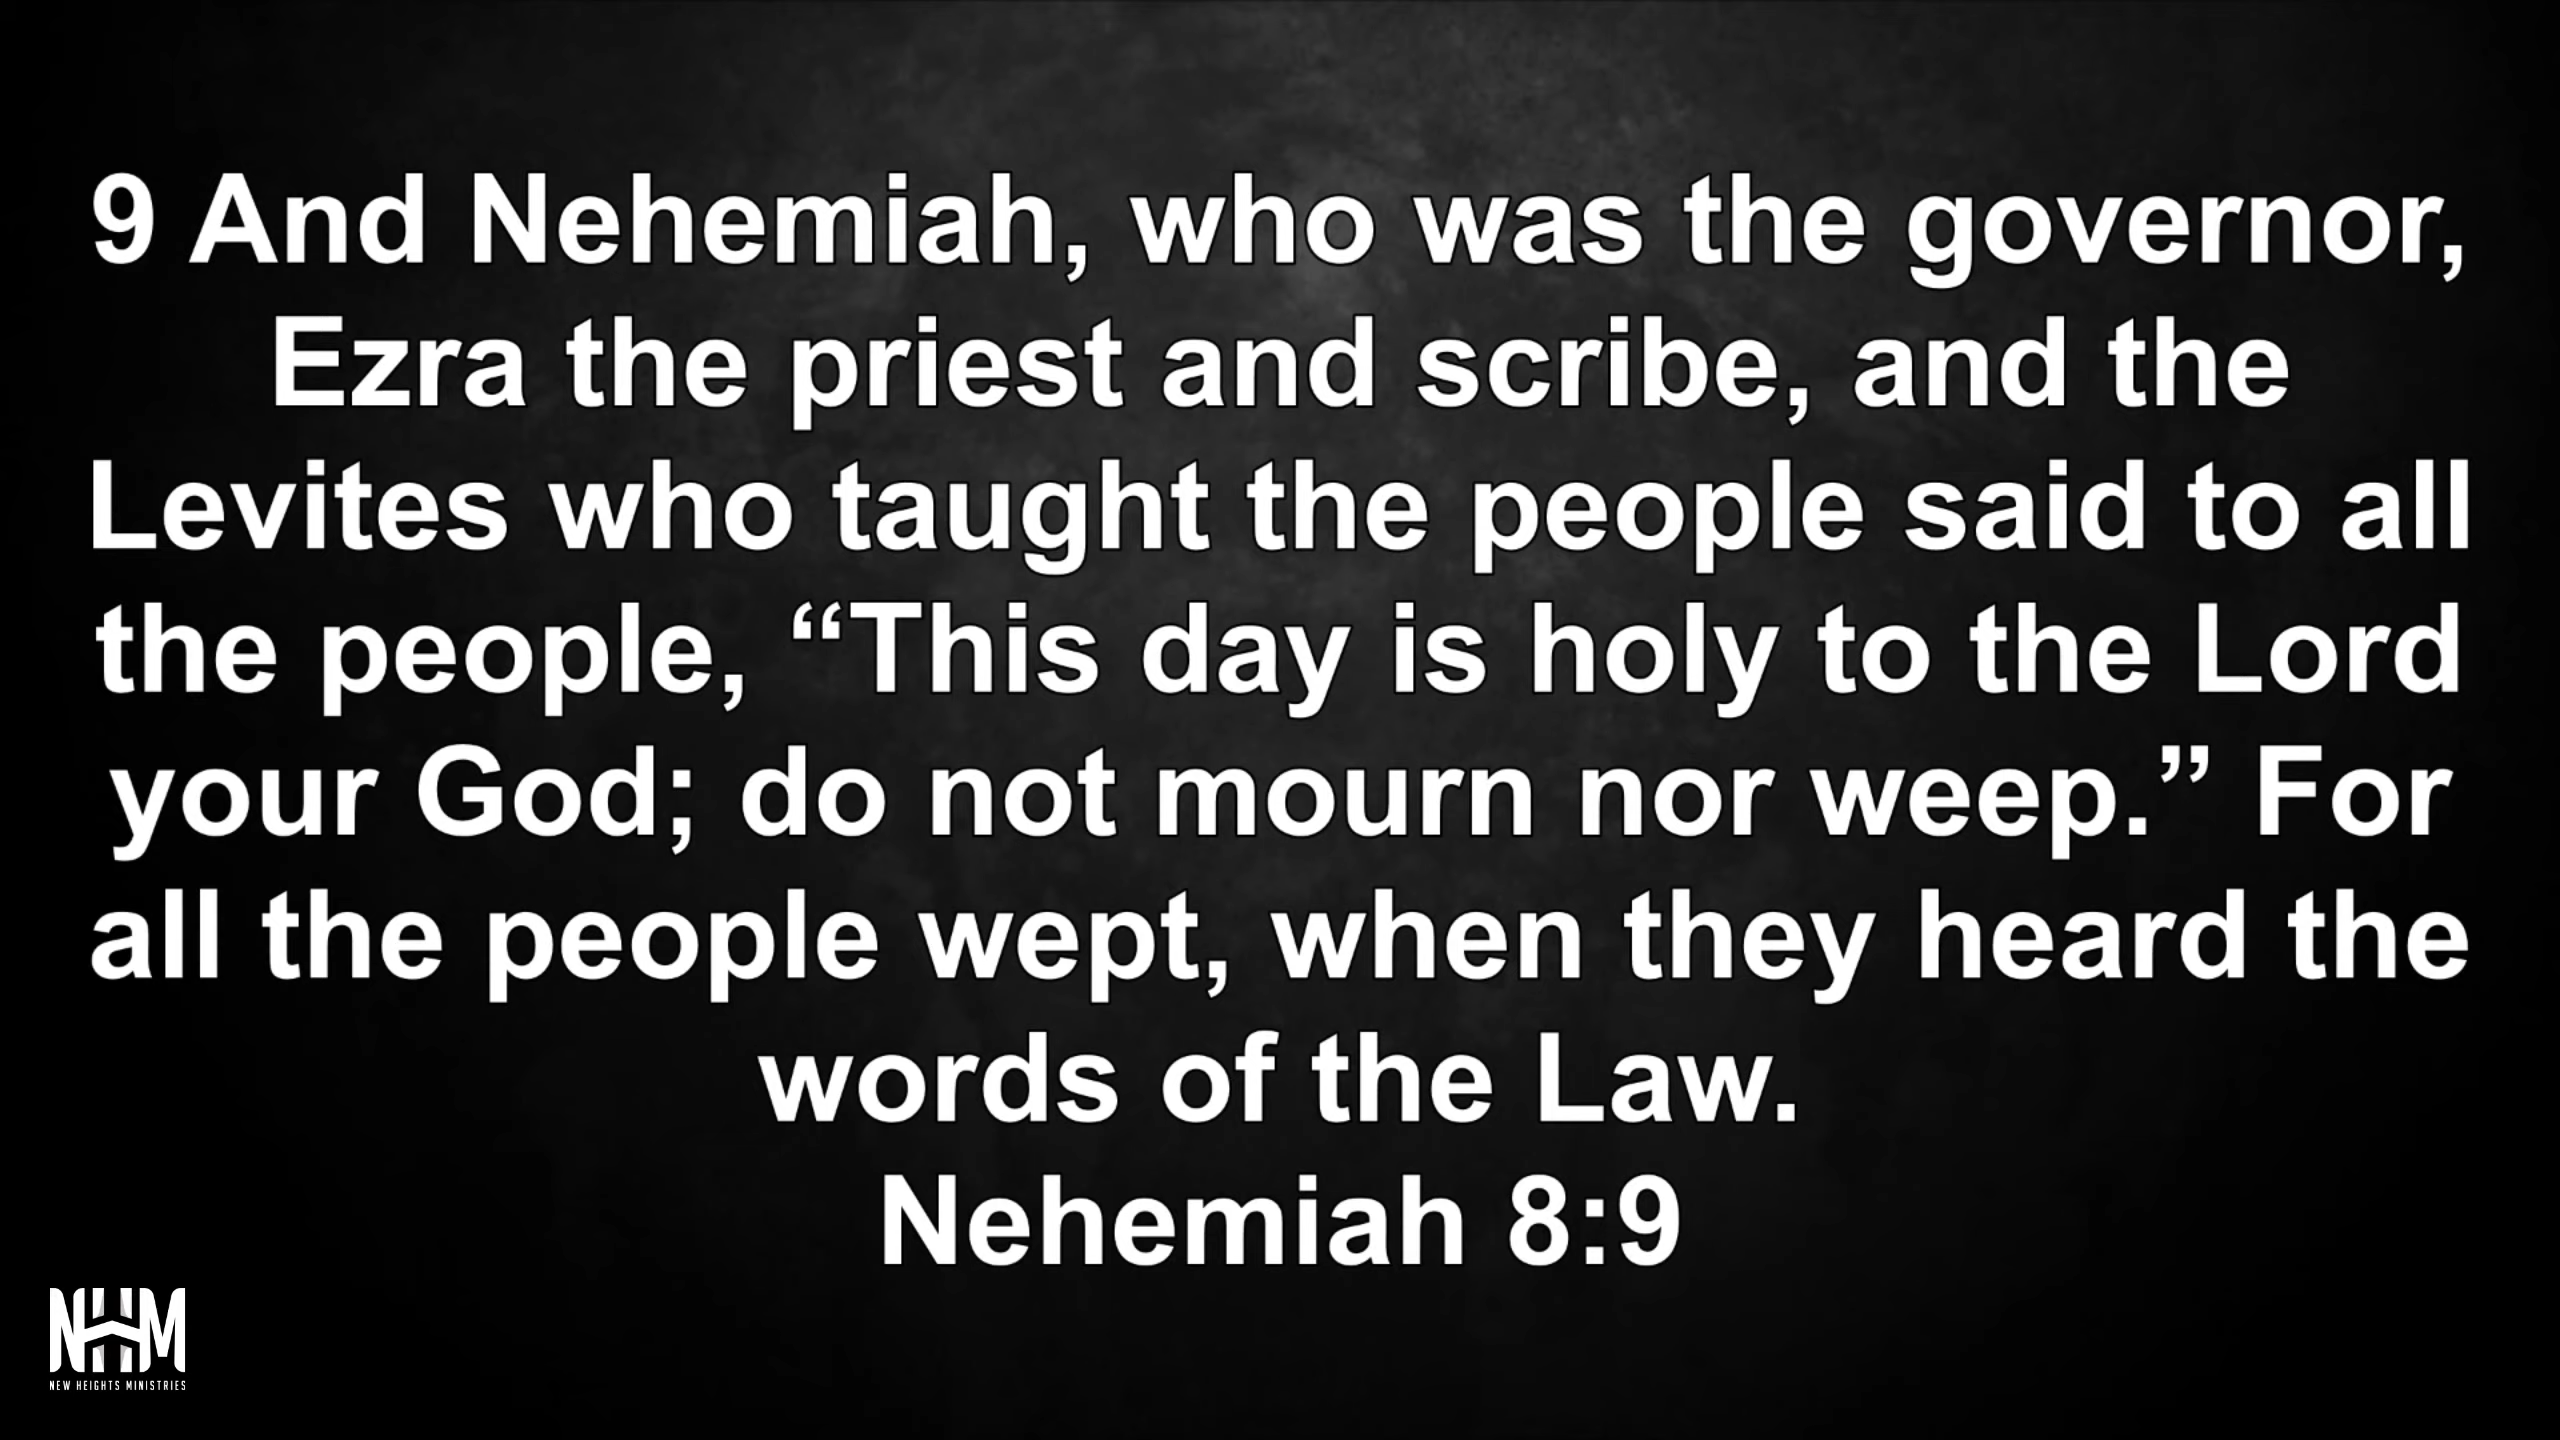 9 And Nehemiah, who was the governor,
Ezra the priest and scribe, and the
Levites who taught the people said to all
the people, “This day is holy to the Lord
your God; do not mourn nor weep.” For
all the people wept, when they heard the
words of the Law.
Nehemiah 8:9
NHM
NEW HEIGHTS MINISTRIES